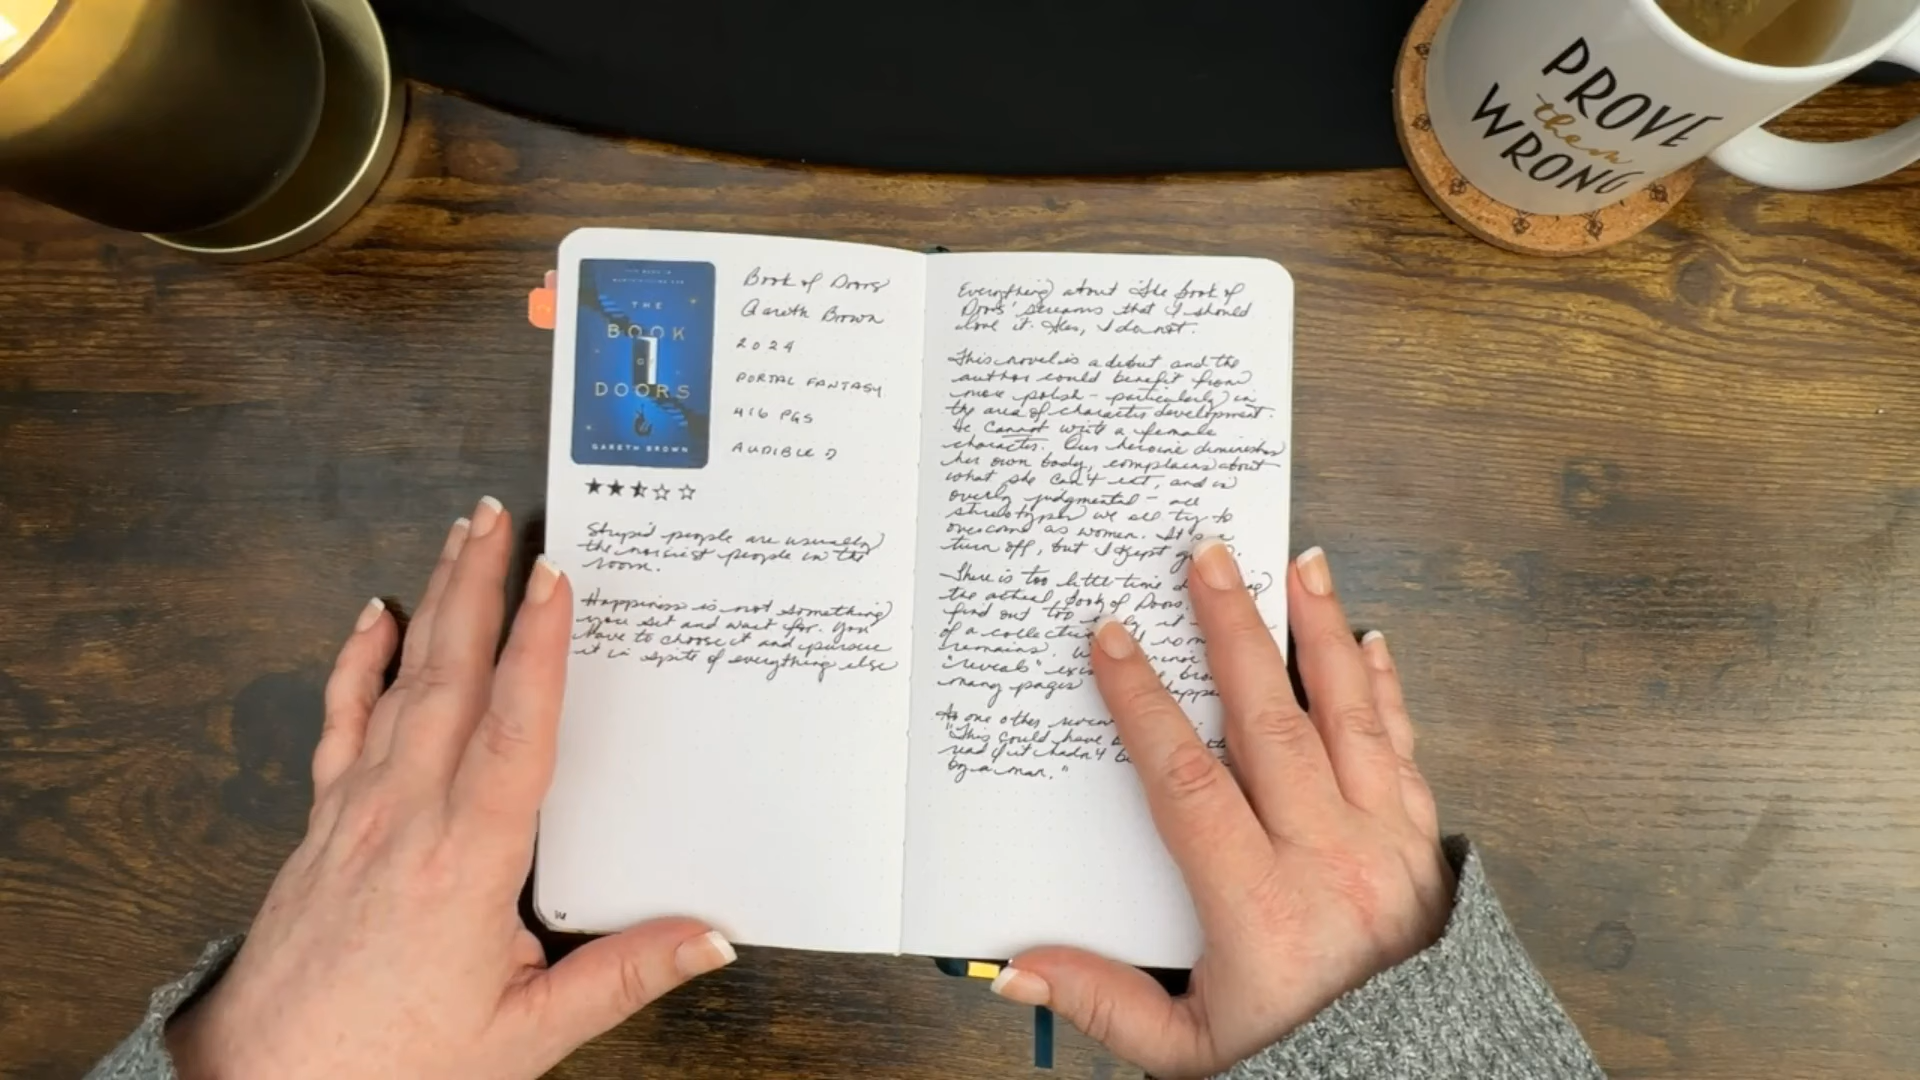 THE
BOOK
OF
DOORS
GARETH BROWN
Book of Doors
Gareth Brown
2024
PORTAL FANTASY
416 PGS
AUDIBLE
Stupid people are usually
the noisiest people in the
room.
Happiness is not something
you sit and wait for. You
have to choose it and pursue
it in spite of everything else
Everything about 'The Book of
Doors' screams that I should
love it. Alas, I do not.
This novel is a debut and the
author could benefit from
more polish - particularly in
the area of character development.
He cannot write a female
character. Our heroine diminishes
her own body, complains about
what she can't eat, and is
overly judgmental - all
stereotypes we all try to
overcome as women. It's a
turn off, but I kept
There is too little time
the actual Book of Doors.
find out too
of a
remains.
"reveals"
many pages
As one other
"This could have
read if it hadn't
by a man."
PROVE
them
WRONG